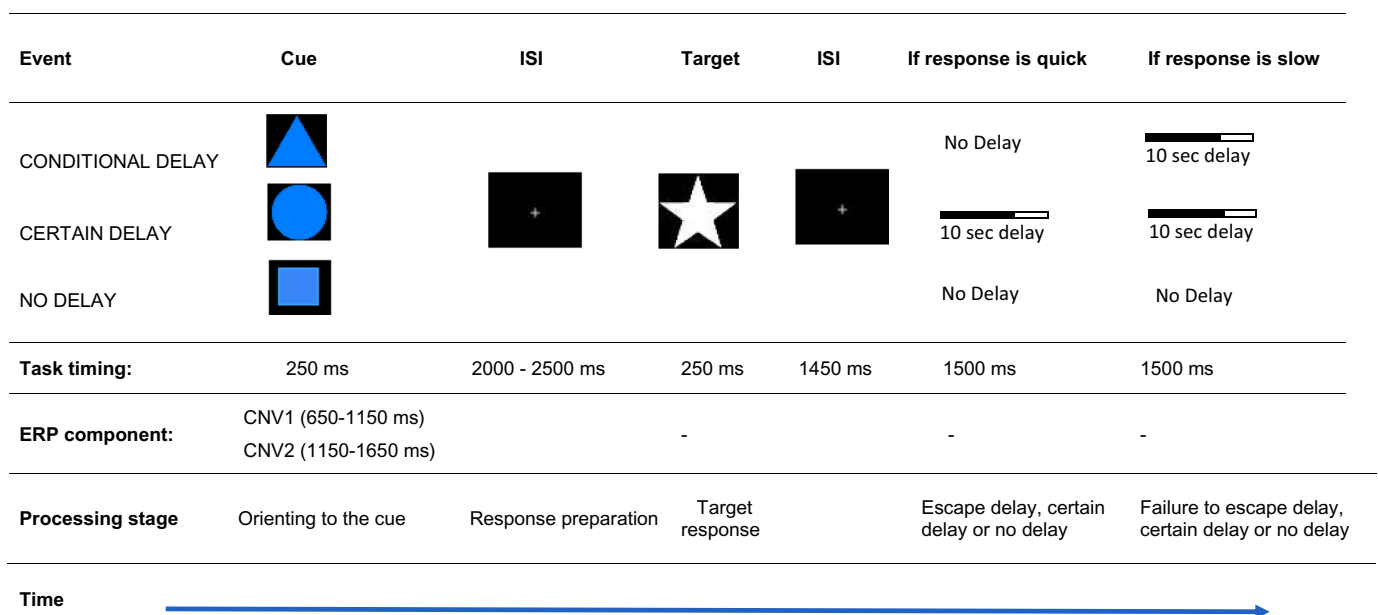 Event Cue ISI Target ISI If response is quick If response is slow
CONDITIONAL DELAY No Delay 10 sec delay
CERTAIN DELAY 10 sec delay 10 sec delay
NO DELAY No Delay No Delay
Task timing: 250 ms 2000 - 2500 ms 250 ms 1450 ms 1500 ms 1500 ms
ERP component: CNV1 (650-1150 ms) - - -
CNV2 (1150-1650 ms)
Processing stage Orienting to the cue Response preparation Target response Escape delay, certain delay or no delay Failure to escape delay, certain delay or no delay
Time